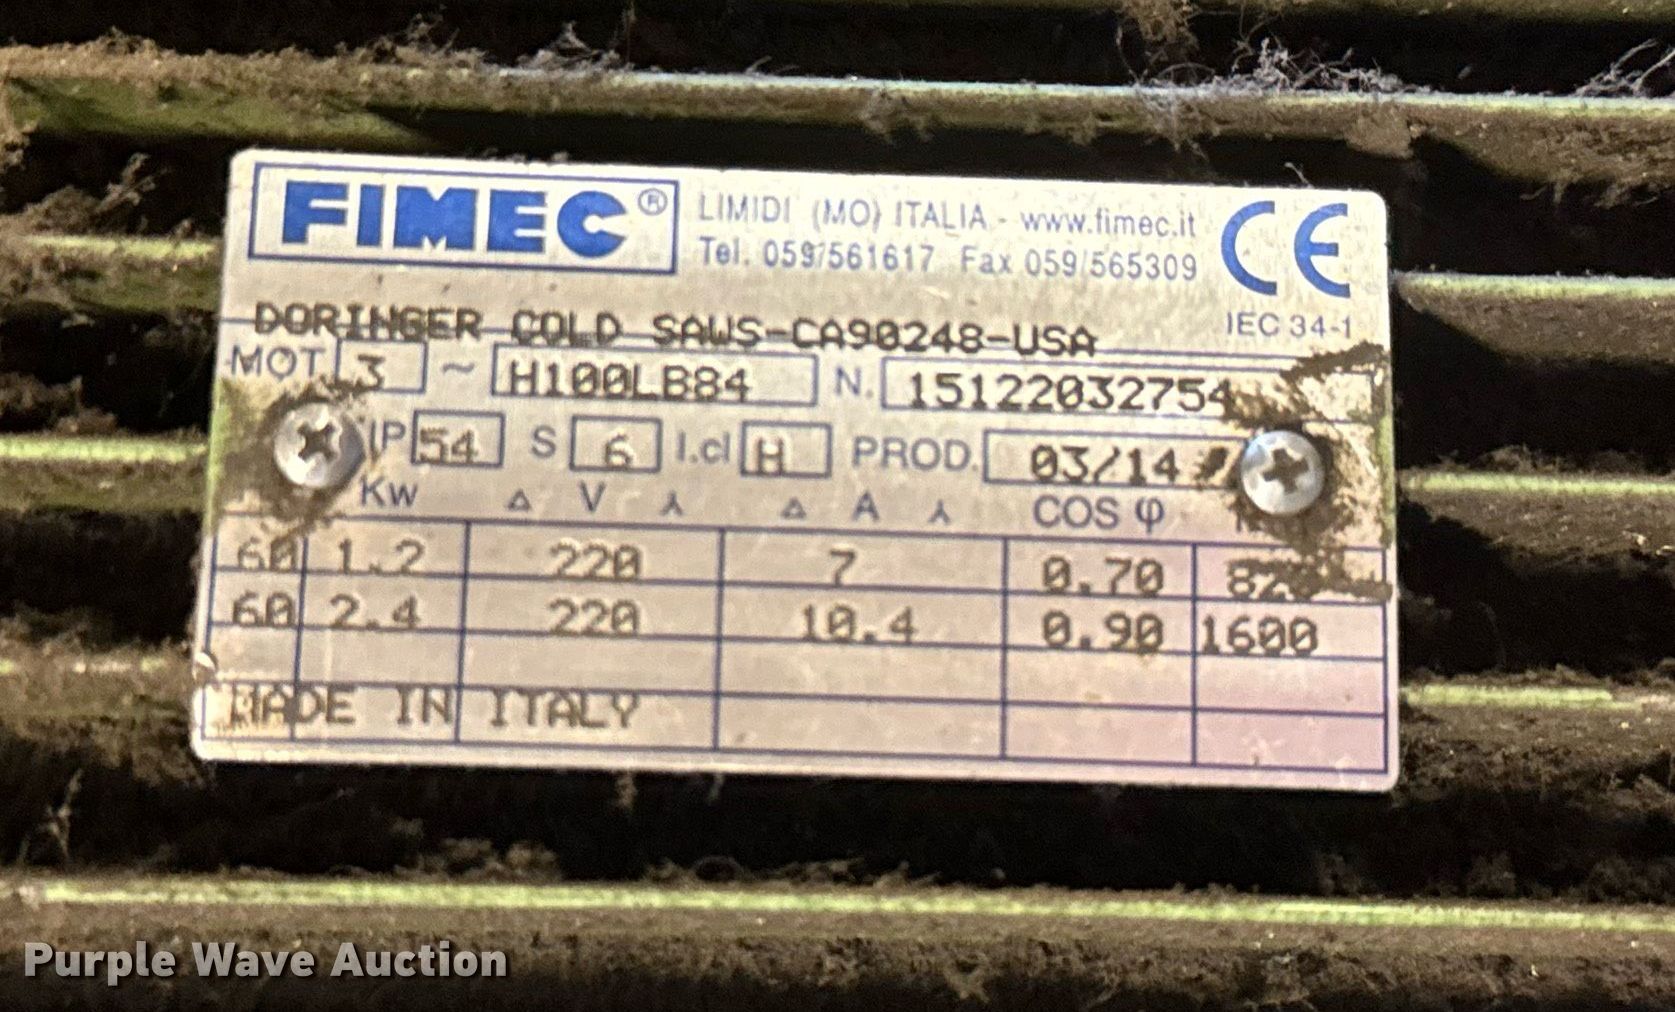 FIMEC® LIMIDI (MO) ITALIA - www.fimec.it
Tel. 059/561617 Fax 059/565309
CE
IEC 34-1
DORINGER COLD SAWS-CA90248-USA
MOT 3 ~ H100LB84 N. 15122032754
IP 54 S 6 I.cl H PROD. 03/14
Kw △ V ⅄ △ A ⅄ COS φ
60 1.2 220 7 0.70
60 2.4 220 10.4 0.90 1600
MADE IN ITALY
Purple Wave Auction